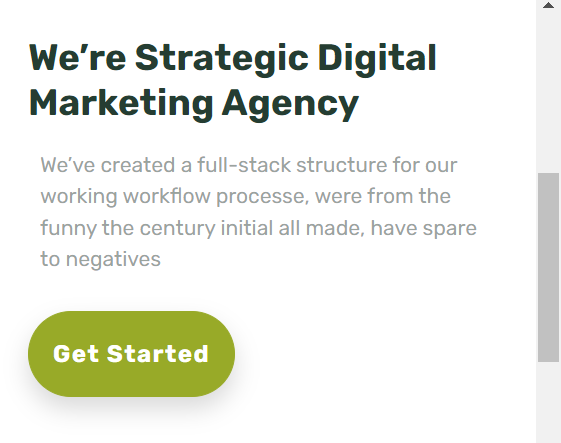 We’re Strategic Digital
Marketing Agency
We’ve created a full-stack structure for our
working workflow processe, were from the
funny the century initial all made, have spare
to negatives
Get Started